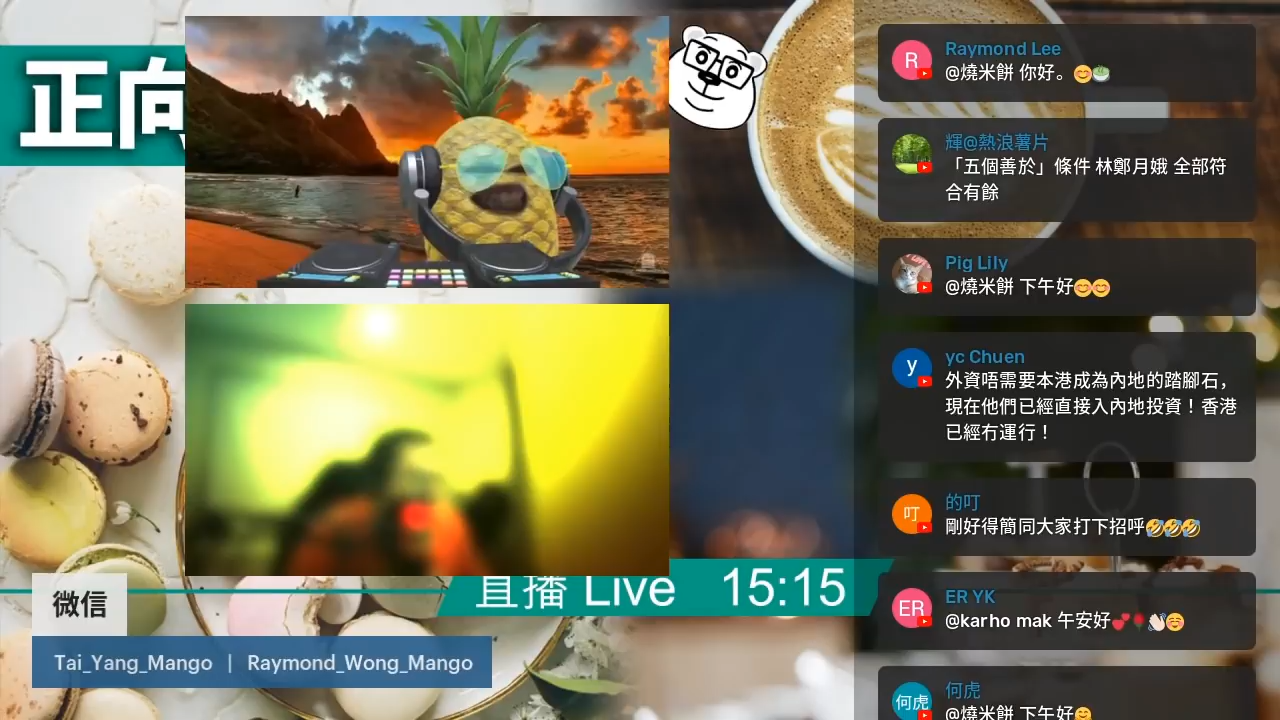 正向
直播 Live 15:15
微信
Tai_Yang_Mango | Raymond_Wong_Mango
R
Raymond Lee
@燒米餅 你好。😊🍵
輝@熱浪薯片
「五個善於」條件 林鄭月娥 全部符
合有餘
Pig Lily
@燒米餅 下午好😊😊
y
yc Chuen
外資唔需要本港成為內地的踏腳石，
現在他們已經直接入內地投資！香港
已經冇運行！
叮
的叮
剛好得簡同大家打下招呼🤣🤣🤣
ER
ER YK
@karho mak 午安好💕🌹👏🏻☺️
何虎
何虎
@燒米餅 下午好😊